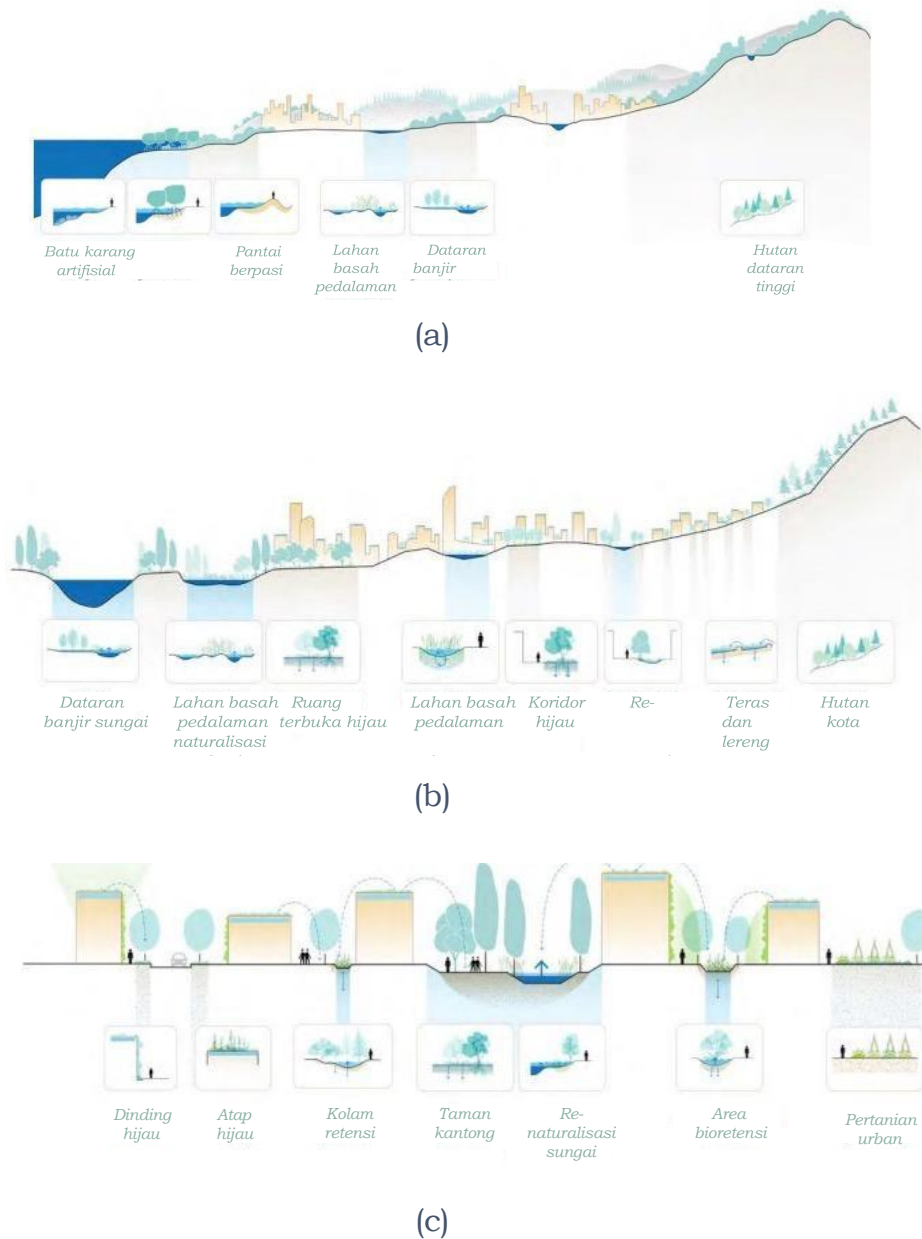 Batu karang
artifisial
Pantai
berpasi
Lahan
basah
pedalaman
Dataran
banjir
Hutan
dataran
tinggi
(a)
Dataran
banjir sungai
Lahan basah
pedalaman
naturalisasi
Ruang
terbuka hijau
Lahan basah
pedalaman
Koridor
hijau
Re-
Teras
dan
lereng
Hutan
kota
(b)
Dinding
hijau
Atap
hijau
Kolam
retensi
Taman
kantong
Re-
naturalisasi
sungai
Area
bioretensi
Pertanian
urban
(c)